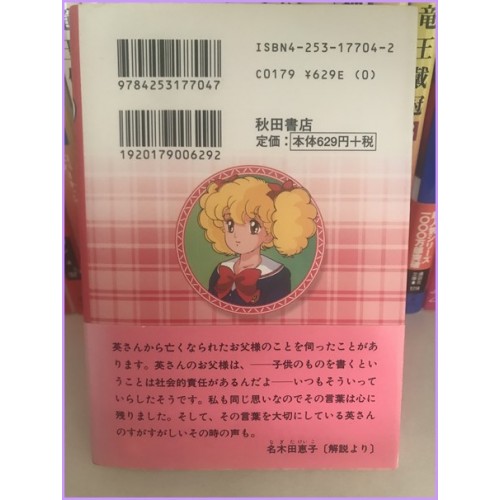 ISBN4-253-17704-2
9784253177047
C0179 ¥629E (0)
秋田書店
定価：本体629円+税
1920179006292
英さんから亡くなられたお父様のことを伺ったことがあ
ります。英さんのお父様は、――子供のものを書くとい
うことは社会的責任があるんだよ――いつもそういって
いらしたそうです。私も同じ思いなのでその言葉は心に
残りました。そして、その言葉を大切にしている英さん
のすがすがしいその時の声も。
名木田恵子〔解説より〕
竜王戴冠